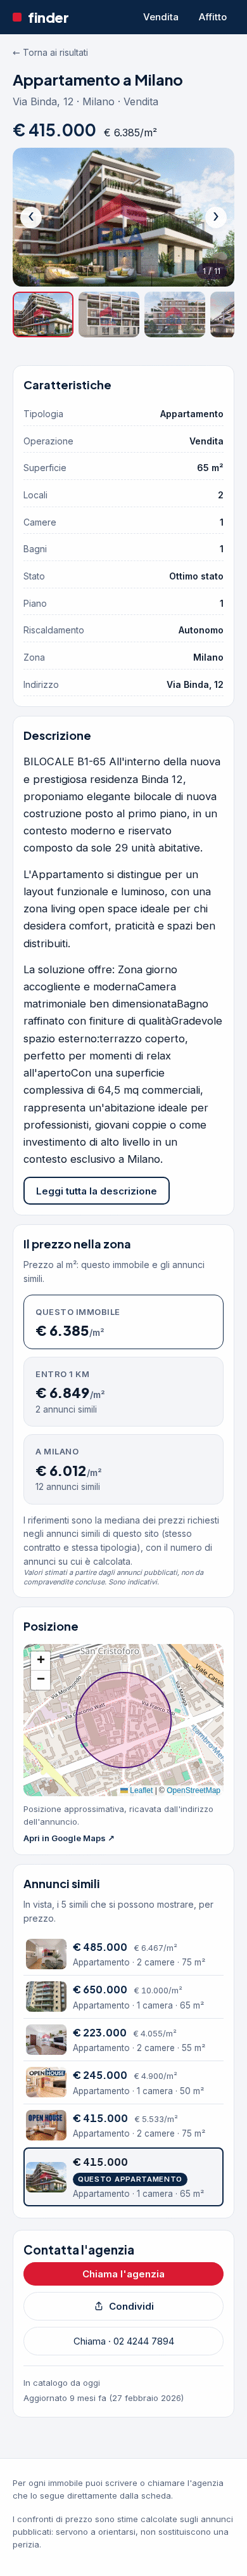 finder
Vendita
Affitto
← Torna ai risultati
Appartamento a Milano
Via Binda, 12 · Milano · Vendita
€ 415.000 € 6.385/m²
ERA
1 / 11
Caratteristiche
Tipologia Appartamento
Operazione Vendita
Superficie 65 m²
Locali 2
Camere 1
Bagni 1
Stato Ottimo stato
Piano 1
Riscaldamento Autonomo
Zona Milano
Indirizzo Via Binda, 12
Descrizione
BILOCALE B1-65 All'interno della nuova
e prestigiosa residenza Binda 12,
proponiamo elegante bilocale di nuova
costruzione posto al primo piano, in un
contesto moderno e riservato
composto da sole 29 unità abitative.
L'Appartamento si distingue per un
layout funzionale e luminoso, con una
zona living open space ideale per chi
desidera comfort, praticità e spazi ben
distribuiti.
La soluzione offre: Zona giorno
accogliente e modernaCamera
matrimoniale ben dimensionataBagno
raffinato con finiture di qualitàGradevole
spazio esterno:terrazzo coperto,
perfetto per momenti di relax
all'apertoCon una superficie
complessiva di 64,5 mq commerciali,
rappresenta un'abitazione ideale per
professionisti, giovani coppie o come
investimento di alto livello in un
contesto esclusivo a Milano.
Leggi tutta la descrizione
Il prezzo nella zona
Prezzo al m²: questo immobile e gli annunci
simili.
QUESTO IMMOBILE
€ 6.385/m²
ENTRO 1 KM
€ 6.849/m²
2 annunci simili
A MILANO
€ 6.012/m²
12 annunci simili
I riferimenti sono la mediana dei prezzi richiesti
negli annunci simili di questo sito (stesso
contratto e stessa tipologia), con il numero di
annunci su cui è calcolata.
Valori stimati a partire dagli annunci pubblicati, non da
compravendite concluse. Sono indicativi.
Posizione
San Cristoforo
+
−
Leaflet | © OpenStreetMap
Posizione approssimativa, ricavata dall'indirizzo
dell'annuncio.
Apri in Google Maps ↗
Annunci simili
In vista, i 5 simili che si possono mostrare, per
prezzo.
€ 485.000 € 6.467/m²
Appartamento · 2 camere · 75 m²
€ 650.000 € 10.000/m²
Appartamento · 1 camera · 65 m²
€ 223.000 € 4.055/m²
Appartamento · 2 camere · 55 m²
OPEN HOUSE
€ 245.000 € 4.900/m²
Appartamento · 1 camera · 50 m²
OPEN HOUSE
€ 415.000 € 5.533/m²
Appartamento · 2 camere · 75 m²
€ 415.000
QUESTO APPARTAMENTO
Appartamento · 1 camera · 65 m²
Contatta l'agenzia
Chiama l'agenzia
Condividi
Chiama · 02 4244 7894
In catalogo da oggi
Aggiornato 9 mesi fa (27 febbraio 2026)
Per ogni immobile puoi scrivere o chiamare l'agenzia
che lo segue direttamente dalla scheda.
I confronti di prezzo sono stime calcolate sugli annunci
pubblicati: servono a orientarsi, non sostituiscono una
perizia.